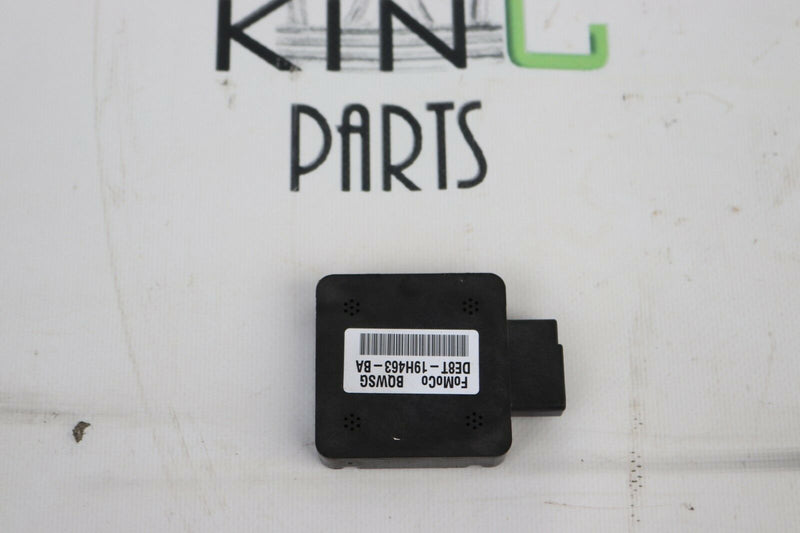 KING
PARTS
FoMoCo BQWSG
DE8T-19H463-BA